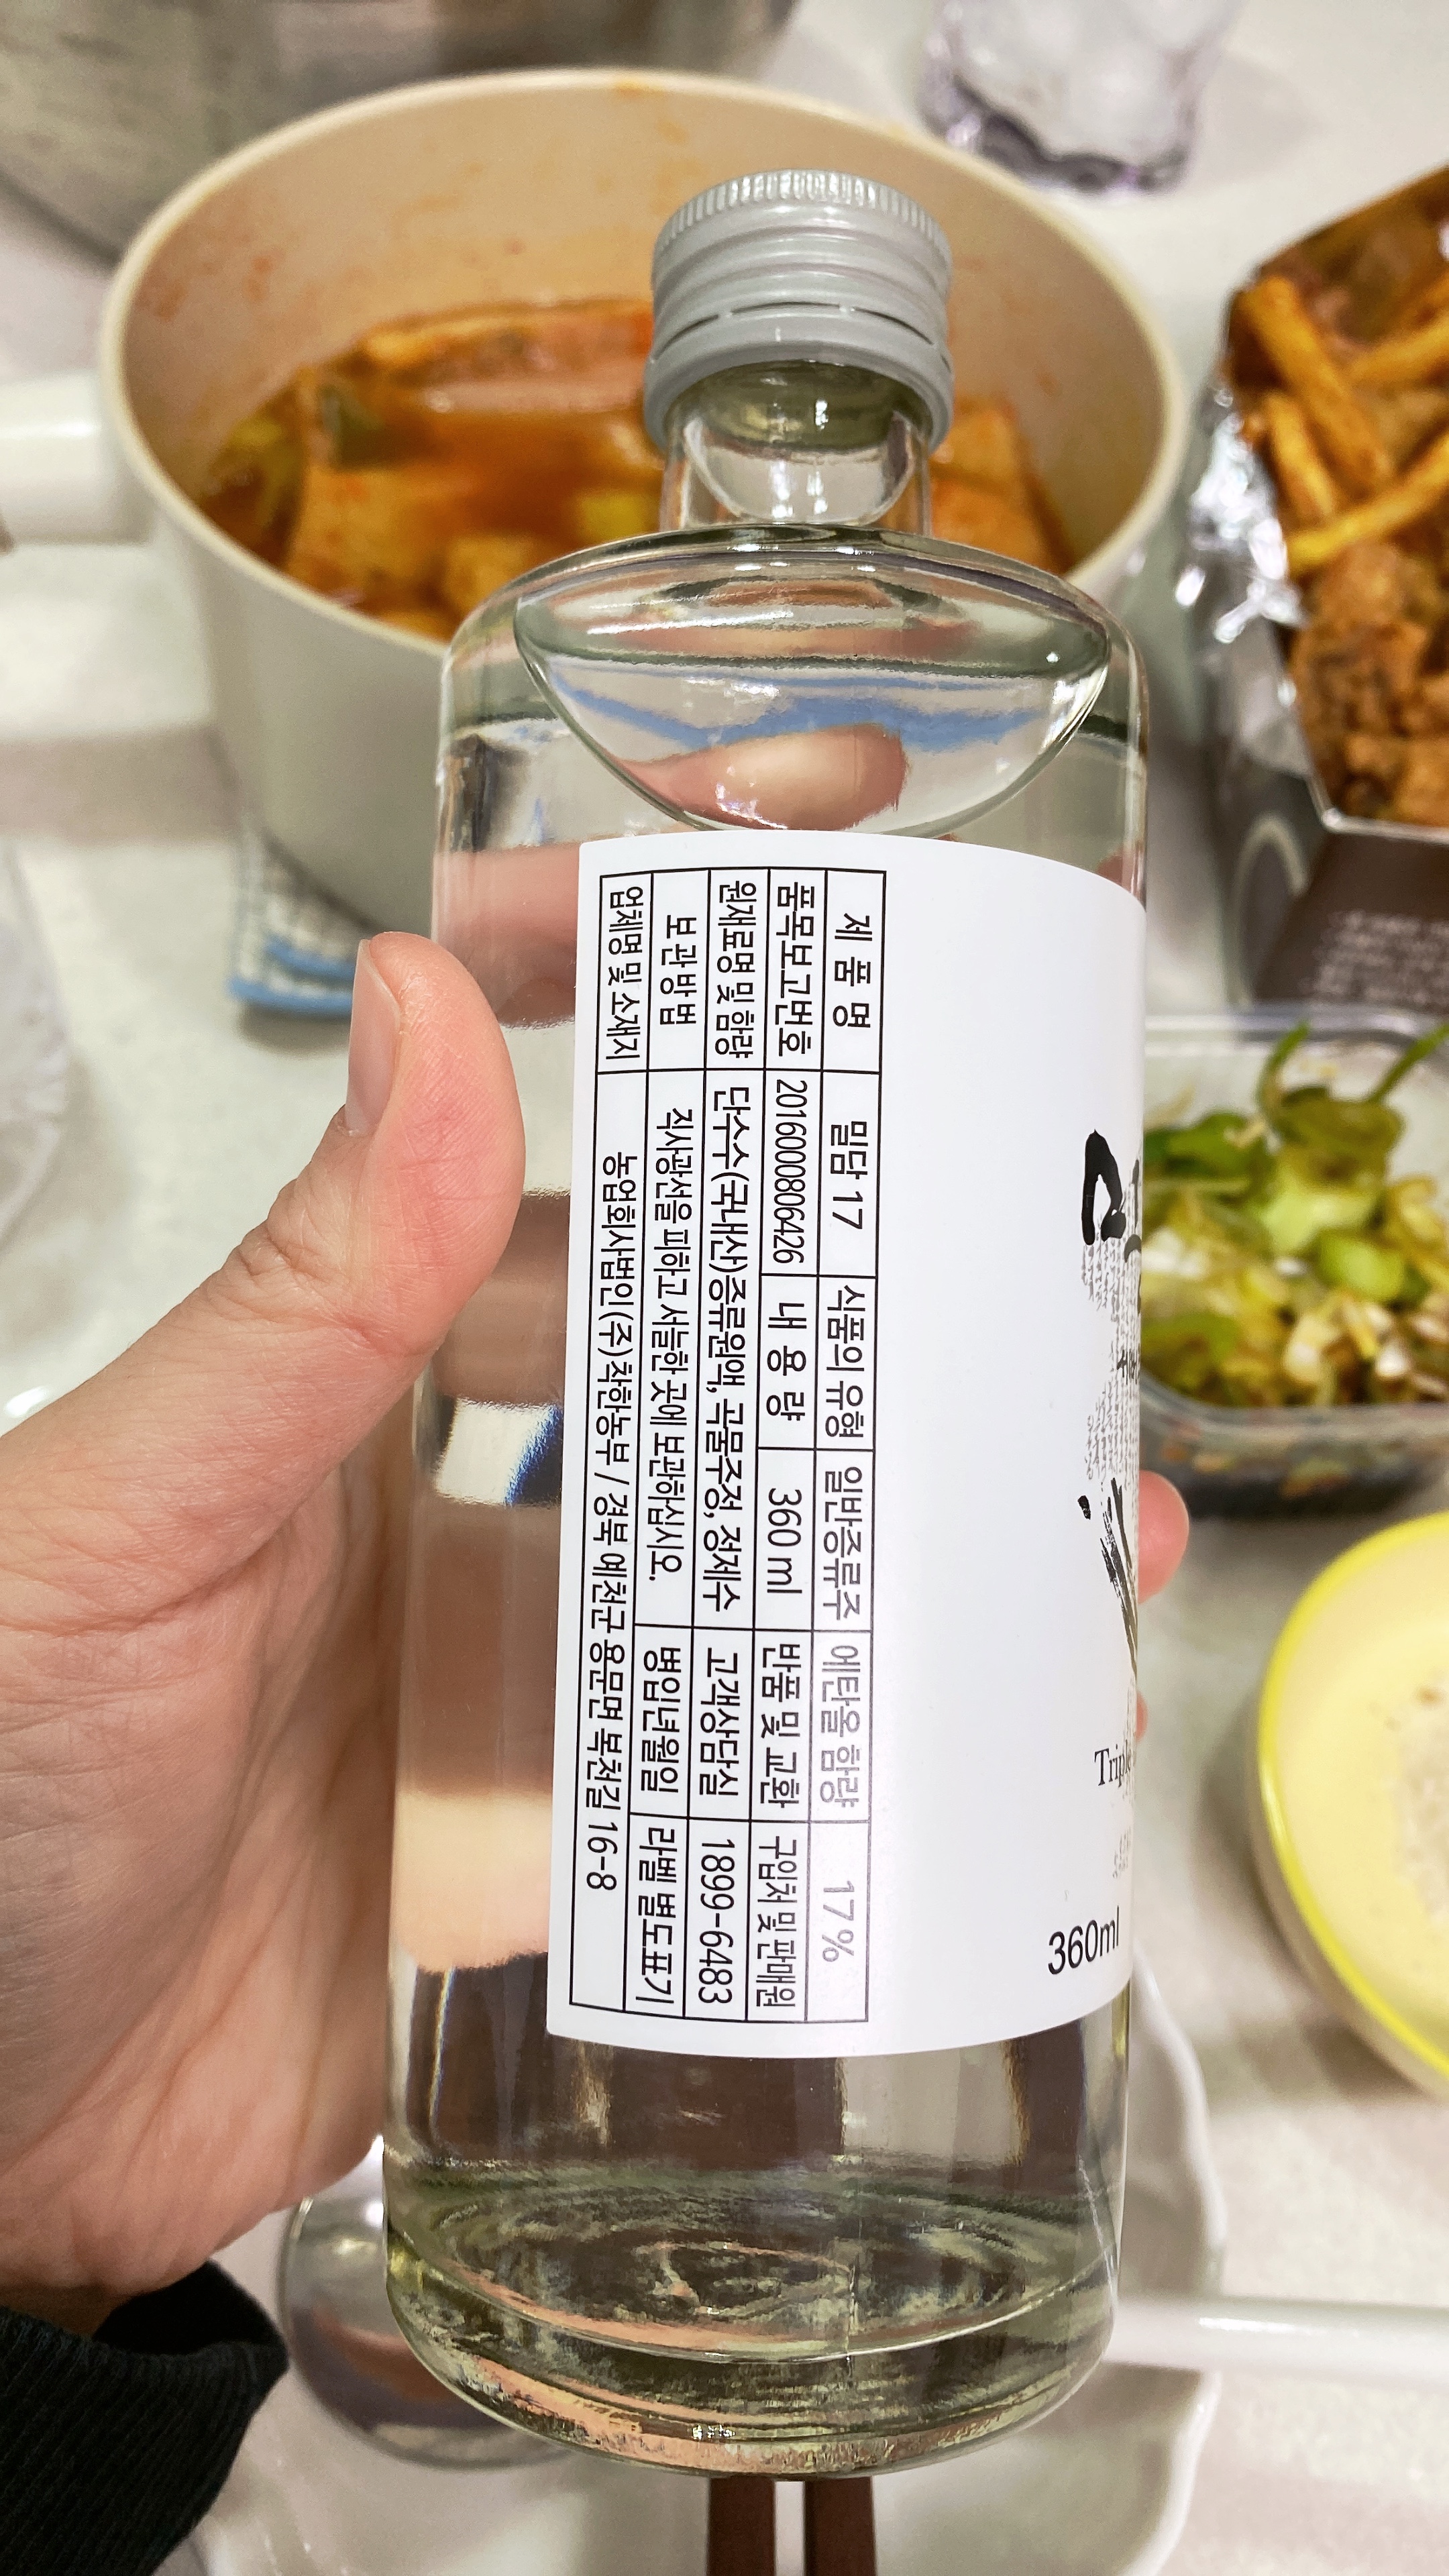 제 품 명 밀담 17 식품의 유형 일반증류주 에탄올 함량 17 %
품목보고번호 2016000806426 내 용 량 360 ml 반품 및 교환 구입처 및 판매원
원재료명 및 함량 단수수(국내산)증류원액, 곡물주정, 정제수 고객상담실 1899-6483
보 관 방 법 직사광선을 피하고 서늘한 곳에 보관하십시오. 병입년월일 라벨 별도표기
업체명 및 소재지 농업회사법인(주)착한농부 / 경북 예천군 용문면 복천길 16-8
Triple
360ml